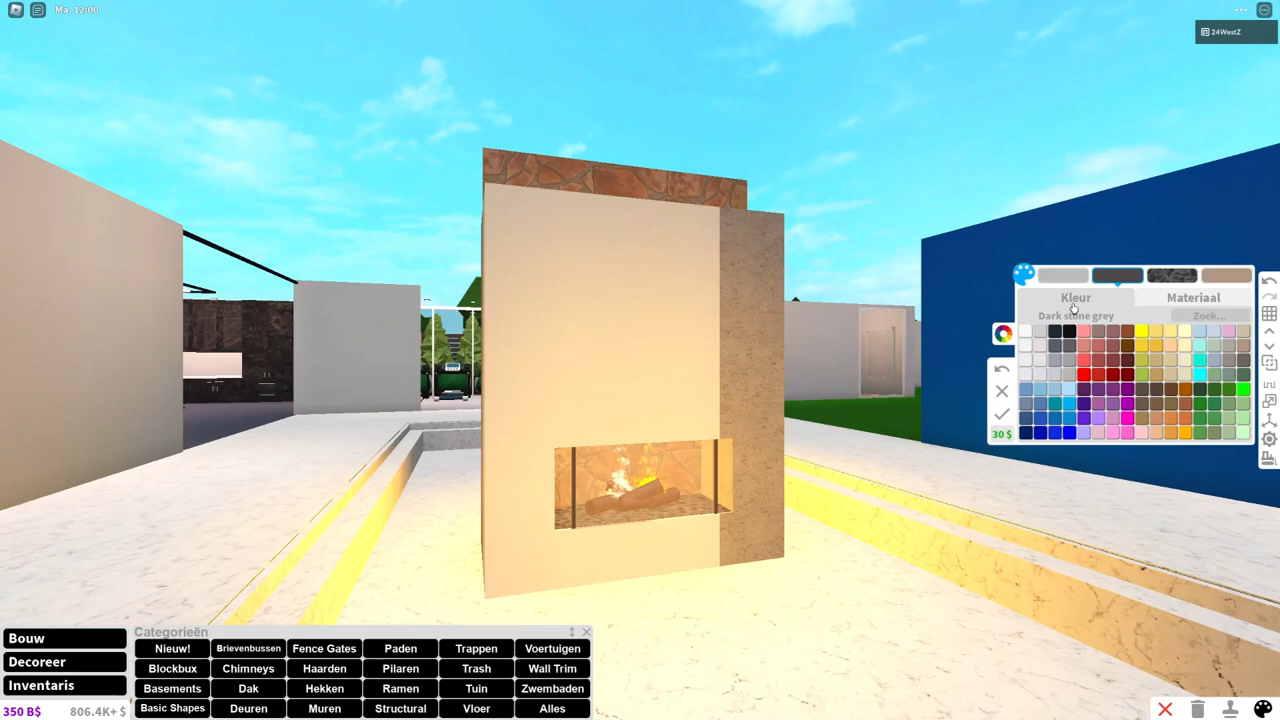 Ma. 12:00
24WestZ
Kleur
Materiaal
Dark stone grey
Zoek...
30 $
Bouw
Decoreer
Inventaris
350 B$
806.4K+ $
Categorieën
Nieuw!
Brievenbussen
Fence Gates
Paden
Trappen
Voertuigen
Blockbux
Chimneys
Haarden
Pilaren
Trash
Wall Trim
Basements
Dak
Hekken
Ramen
Tuin
Zwembaden
Basic Shapes
Deuren
Muren
Structural
Vloer
Alles